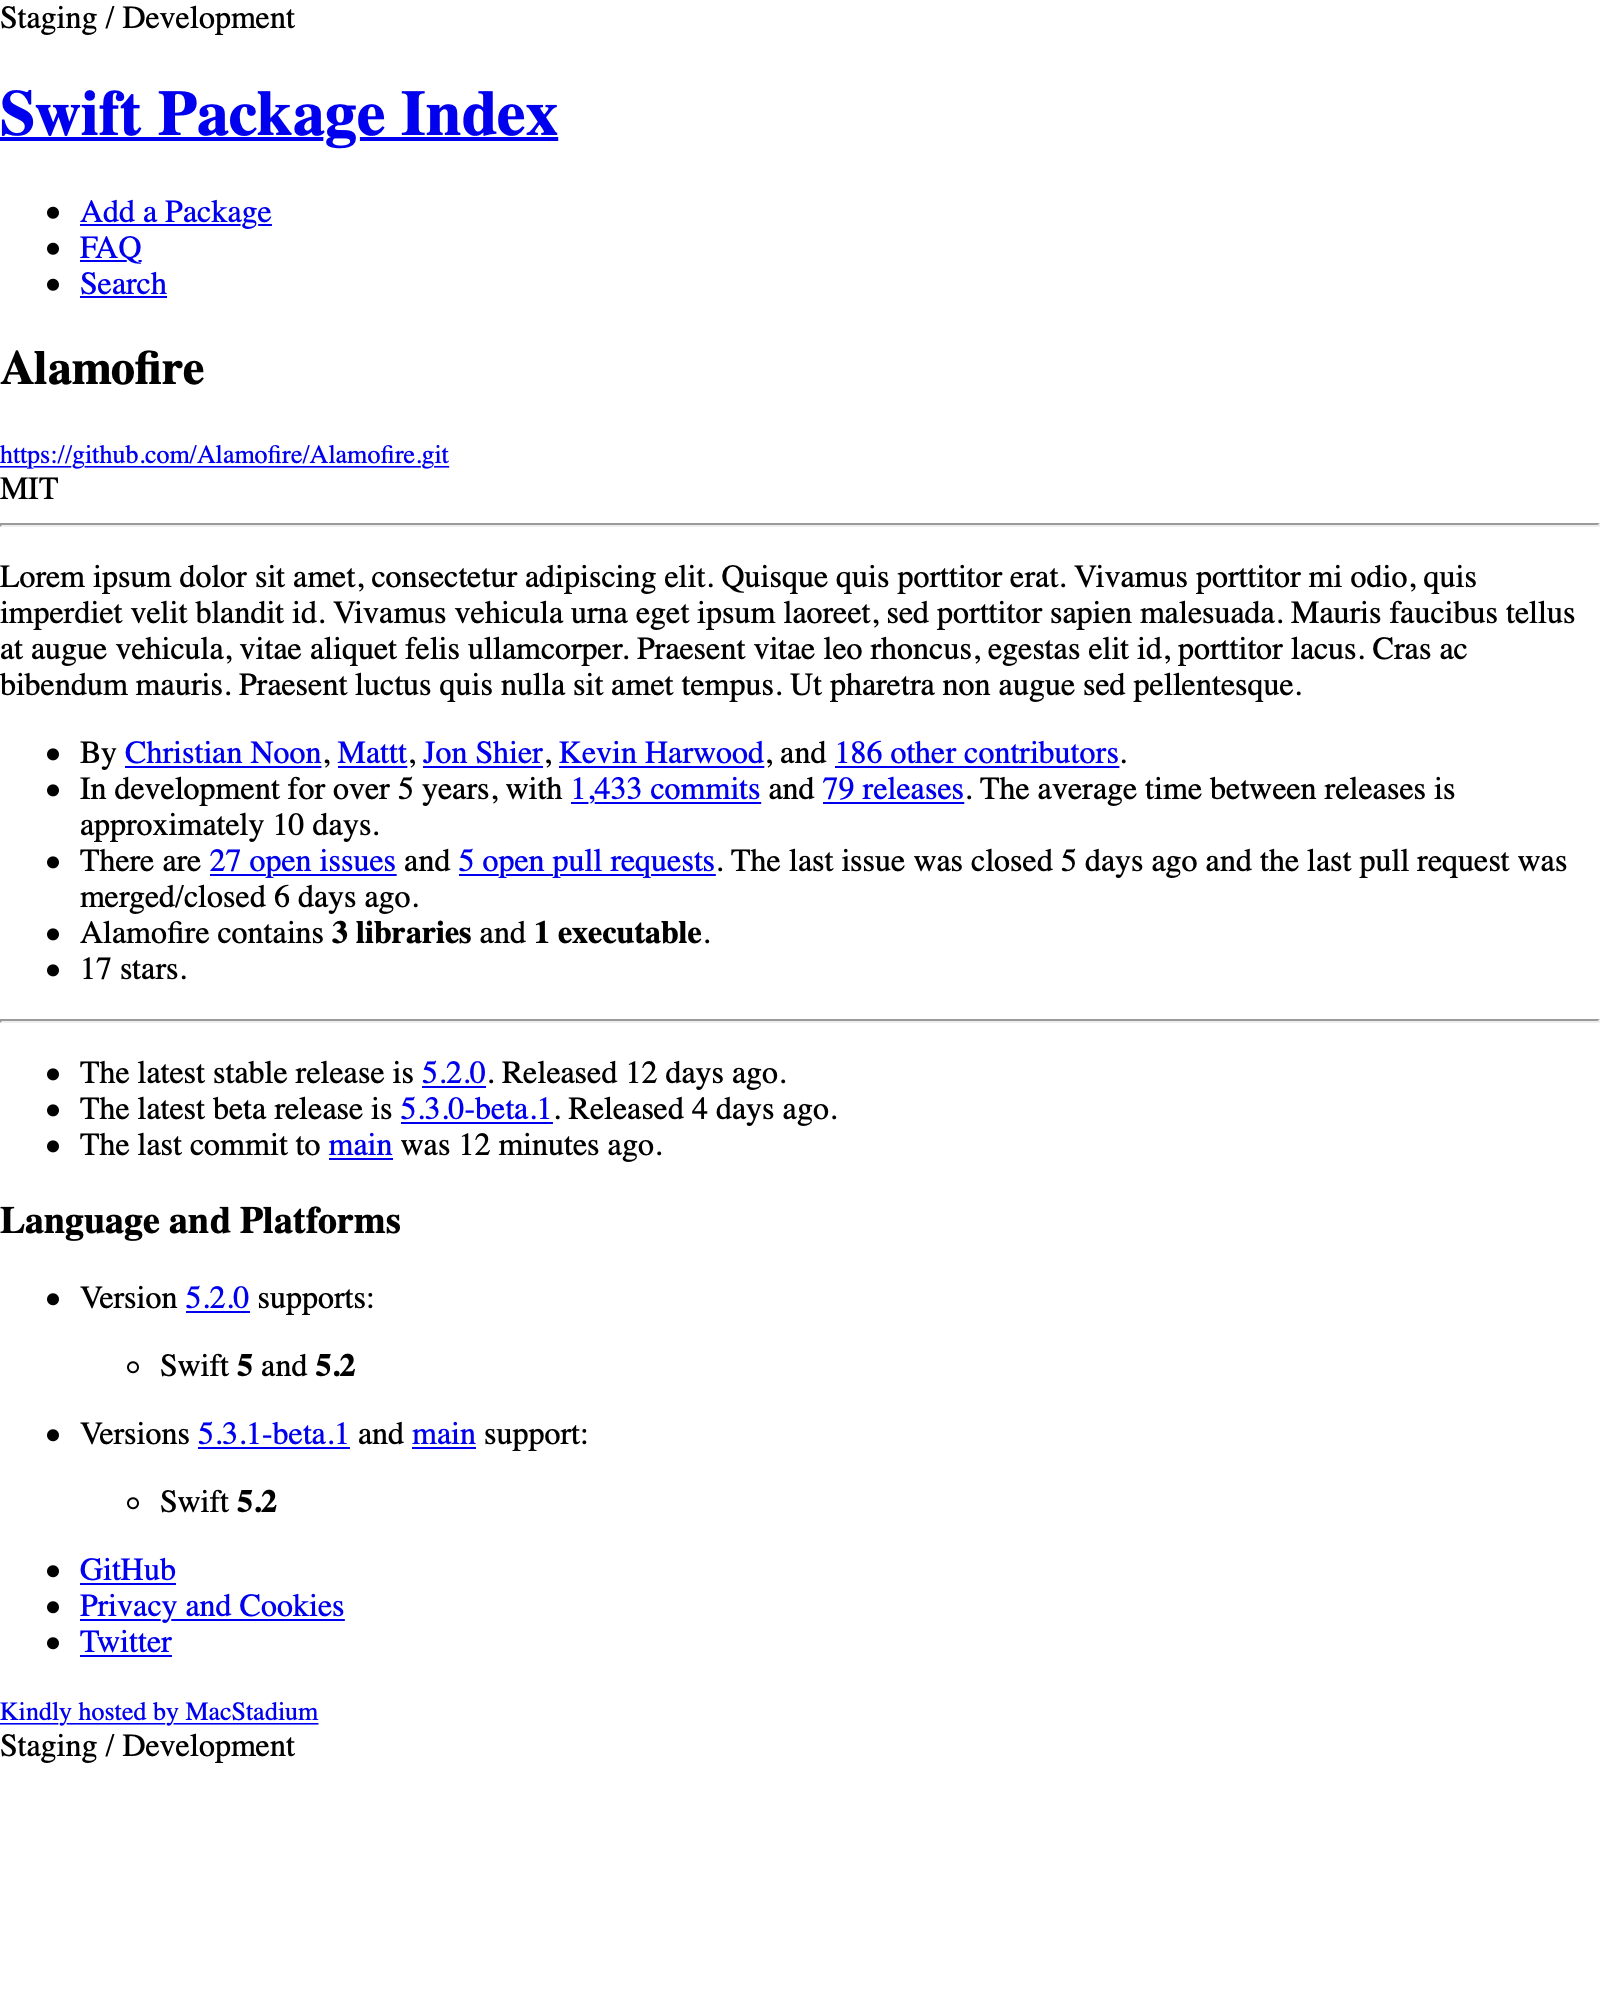 Staging / Development
Swift Package Index
Add a Package
FAQ
Search
Alamofire
https://github.com/Alamofire/Alamofire.git
MIT
Lorem ipsum dolor sit amet, consectetur adipiscing elit. Quisque quis porttitor erat. Vivamus porttitor mi odio, quis
imperdiet velit blandit id. Vivamus vehicula urna eget ipsum laoreet, sed porttitor sapien malesuada. Mauris faucibus tellus
at augue vehicula, vitae aliquet felis ullamcorper. Praesent vitae leo rhoncus, egestas elit id, porttitor lacus. Cras ac
bibendum mauris. Praesent luctus quis nulla sit amet tempus. Ut pharetra non augue sed pellentesque.
By Christian Noon, Mattt, Jon Shier, Kevin Harwood, and 186 other contributors.
In development for over 5 years, with 1,433 commits and 79 releases. The average time between releases is
approximately 10 days.
There are 27 open issues and 5 open pull requests. The last issue was closed 5 days ago and the last pull request was
merged/closed 6 days ago.
Alamofire contains 3 libraries and 1 executable.
17 stars.
The latest stable release is 5.2.0. Released 12 days ago.
The latest beta release is 5.3.0-beta.1. Released 4 days ago.
The last commit to main was 12 minutes ago.
Language and Platforms
Version 5.2.0 supports:
Swift 5 and 5.2
Versions 5.3.1-beta.1 and main support:
Swift 5.2
GitHub
Privacy and Cookies
Twitter
Kindly hosted by MacStadium
Staging / Development